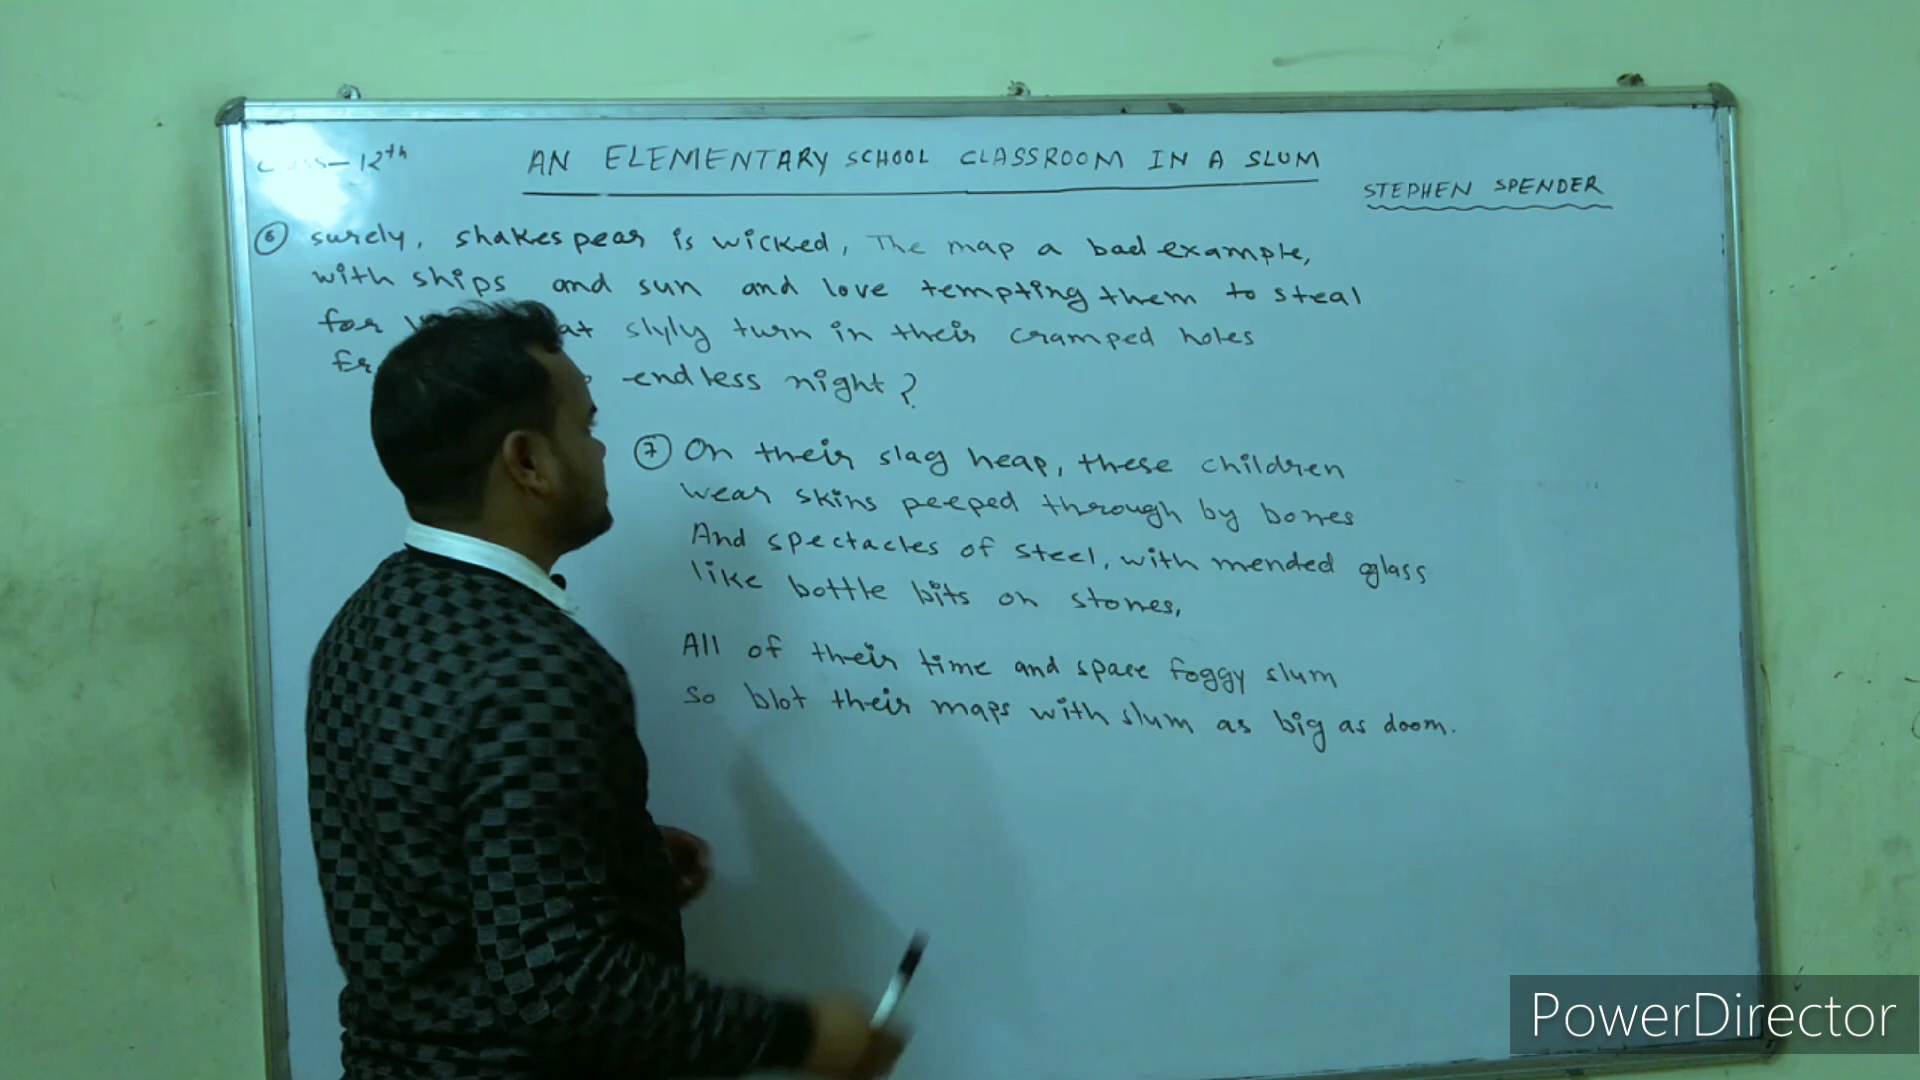 class-12th
AN ELEMENTARY SCHOOL CLASSROOM IN A SLUM
STEPHEN SPENDER
6 surely, shakespear is wicked, The map a bad example,
with ships and sun and love tempting them to steal
for slyly turn in their cramped holes
endless night?
7 On their slag heap, these children
wear skins peeped through by bones
And spectacles of steel, with mended glass
like bottle bits on stones,
All of their time and space foggy slum
So blot their maps with slum as big as doom.
PowerDirector